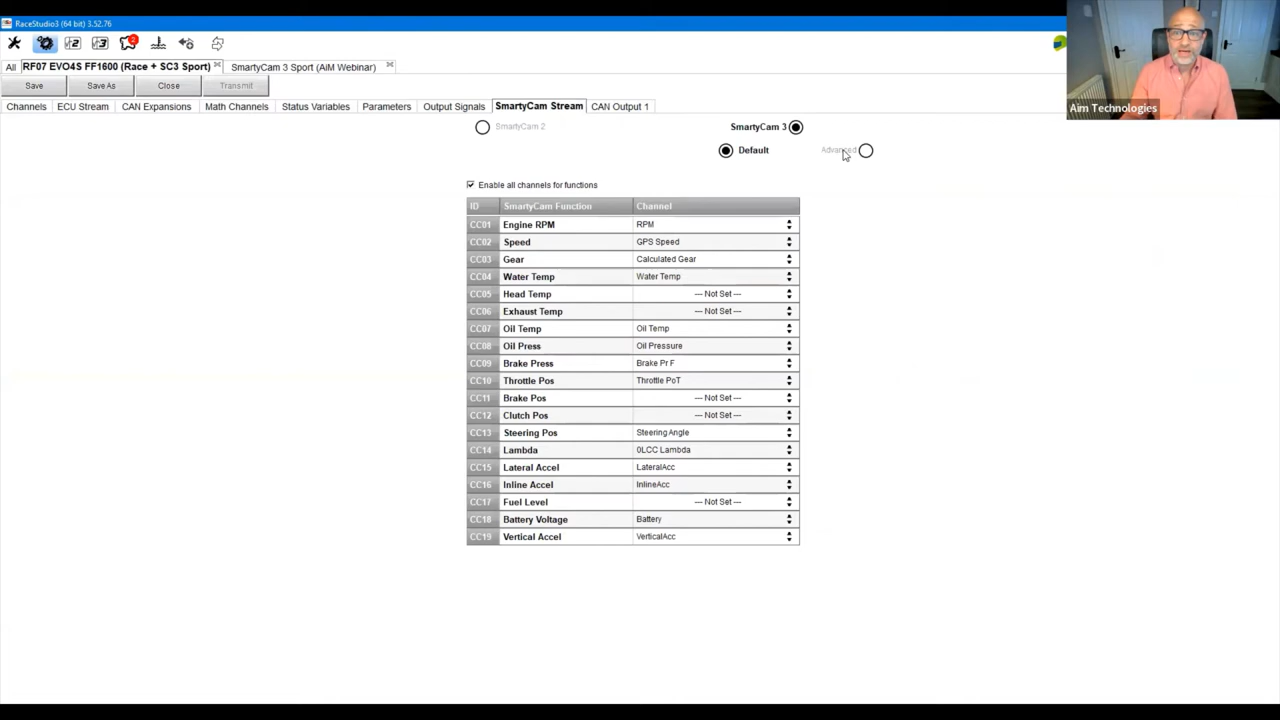 RaceStudio3 (64 bit) 3.52.76
2
3
2
All
RF07 EVO4S FF1600 (Race + SC3 Sport)
SmartyCam 3 Sport (AiM Webinar)
Save
Save As
Close
Transmit
Channels
ECU Stream
CAN Expansions
Math Channels
Status Variables
Parameters
Output Signals
SmartyCam Stream
CAN Output 1
Aim Technologies
SmartyCam 2
SmartyCam 3
Default
Advanced
Enable all channels for functions
ID SmartyCam Function Channel
CC01 Engine RPM RPM
CC02 Speed GPS Speed
CC03 Gear Calculated Gear
CC04 Water Temp Water Temp
CC05 Head Temp --- Not Set ---
CC06 Exhaust Temp --- Not Set ---
CC07 Oil Temp Oil Temp
CC08 Oil Press Oil Pressure
CC09 Brake Press Brake Pr F
CC10 Throttle Pos Throttle PoT
CC11 Brake Pos --- Not Set ---
CC12 Clutch Pos --- Not Set ---
CC13 Steering Pos Steering Angle
CC14 Lambda 0LCC Lambda
CC15 Lateral Accel LateralAcc
CC16 Inline Accel InlineAcc
CC17 Fuel Level --- Not Set ---
CC18 Battery Voltage Battery
CC19 Vertical Accel VerticalAcc